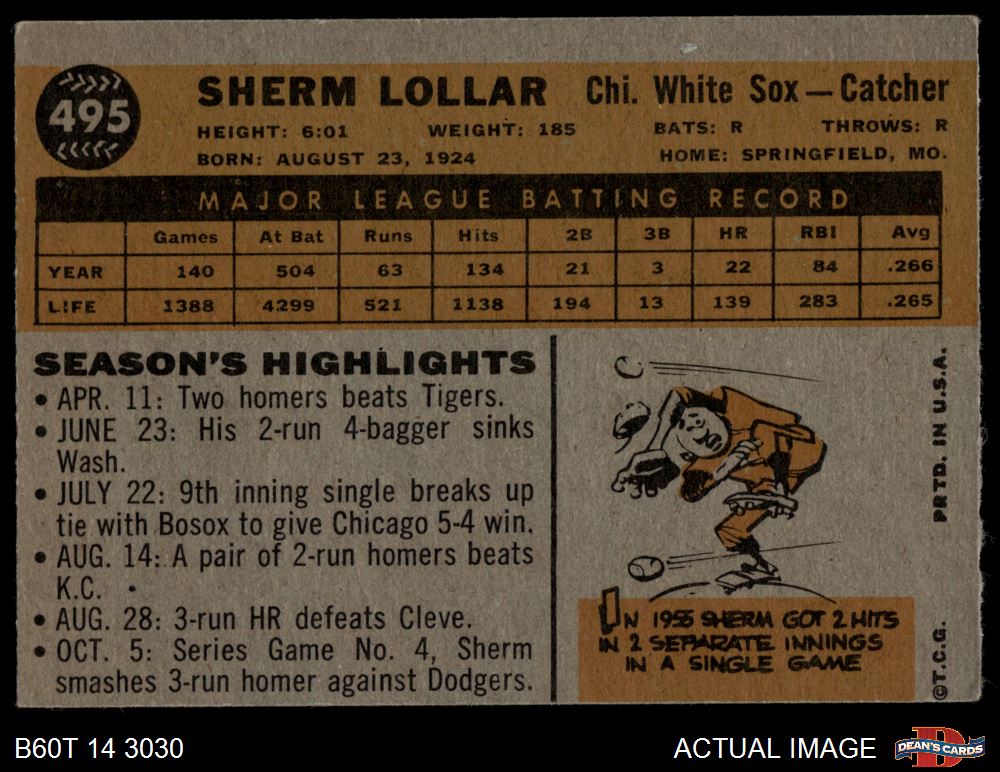 495
SHERM LOLLAR Chi. White Sox—Catcher
HEIGHT: 6:01 WEIGHT: 185 BATS: R THROWS: R
BORN: AUGUST 23, 1924 HOME: SPRINGFIELD, MO.
MAJOR LEAGUE BATTING RECORD
Games At Bat Runs Hits 2B 3B HR RBI Avg
YEAR 140 504 63 134 21 3 22 84 .266
LIFE 1388 4299 521 1138 194 13 139 283 .265
SEASON'S HIGHLIGHTS
• APR. 11: Two homers beats Tigers.
• JUNE 23: His 2-run 4-bagger sinks
Wash.
• JULY 22: 9th inning single breaks up
tie with Bosox to give Chicago 5-4 win.
• AUG. 14: A pair of 2-run homers beats
K.C.
• AUG. 28: 3-run HR defeats Cleve.
• OCT. 5: Series Game No. 4, Sherm
smashes 3-run homer against Dodgers.
IN 1955 SHERM GOT 2 HITS
IN 2 SEPARATE INNINGS
IN A SINGLE GAME
©T.C.G. PRTD. IN U.S.A.
B60T 14 3030
ACTUAL IMAGE
D
DEAN'S CARDS